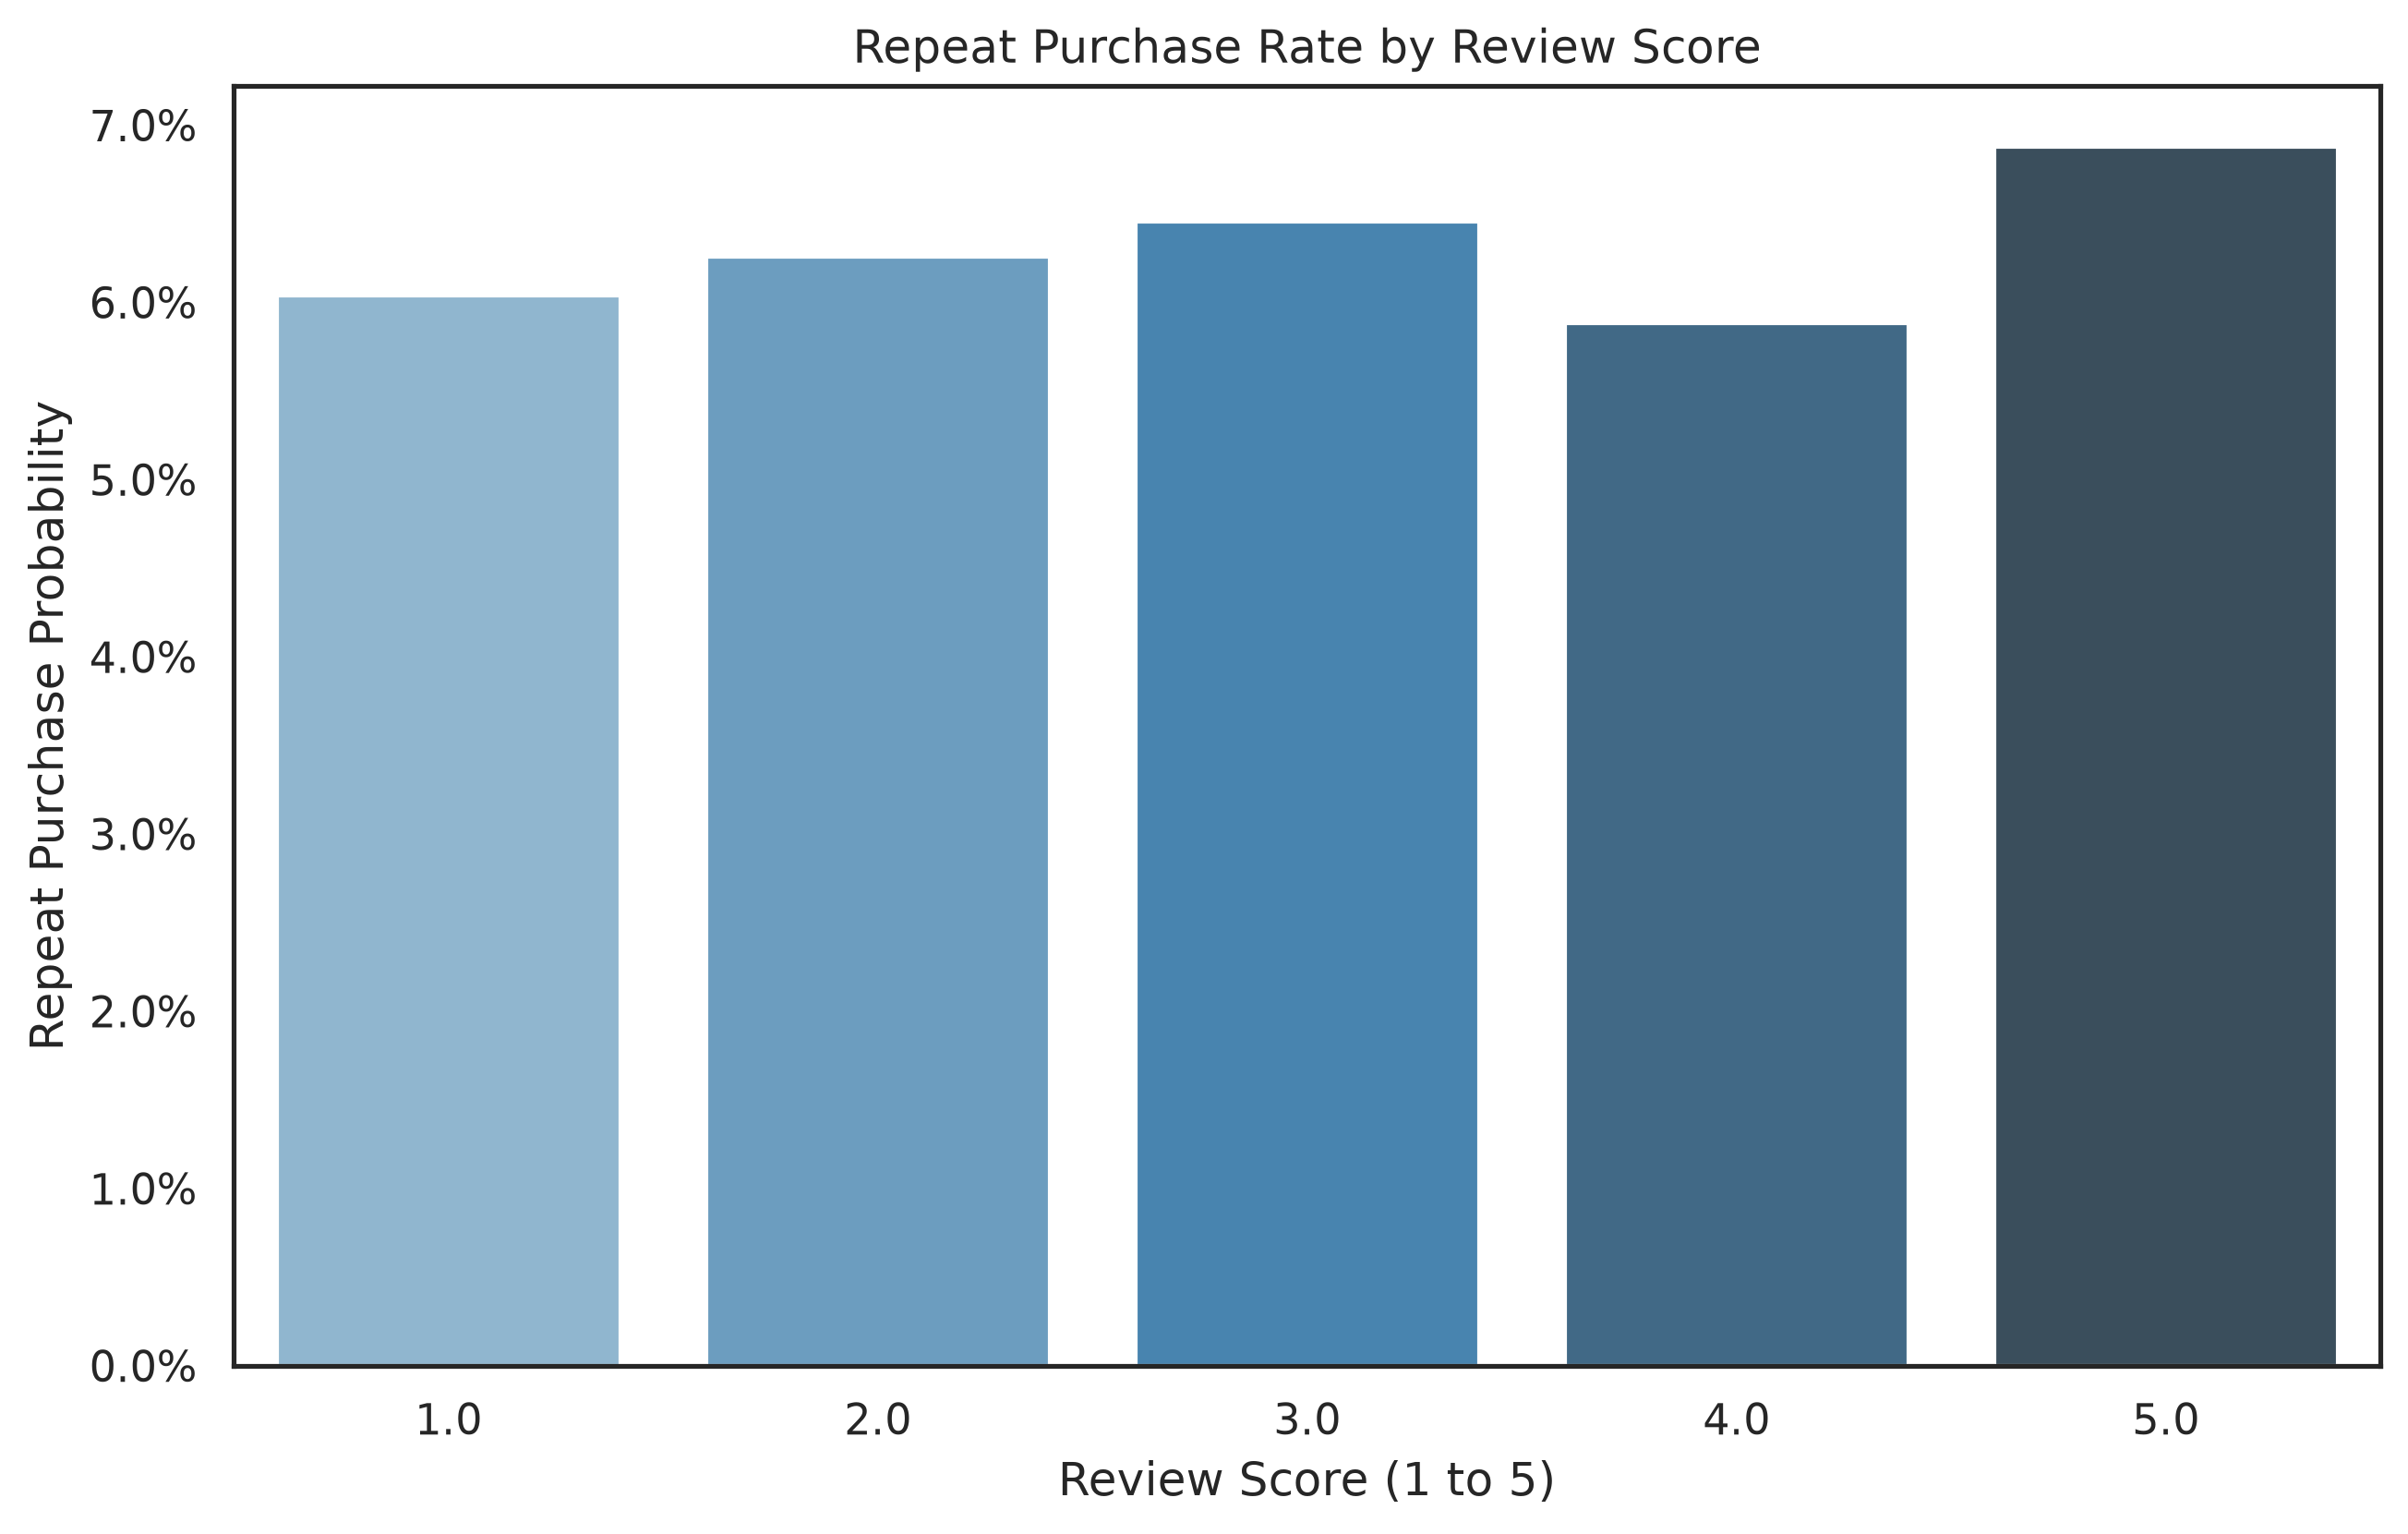 Repeat Purchase Rate by Review Score
Repeat Purchase Probability
7.0%
6.0%
5.0%
4.0%
3.0%
2.0%
1.0%
0.0%
1.0 2.0 3.0 4.0 5.0
Review Score (1 to 5)